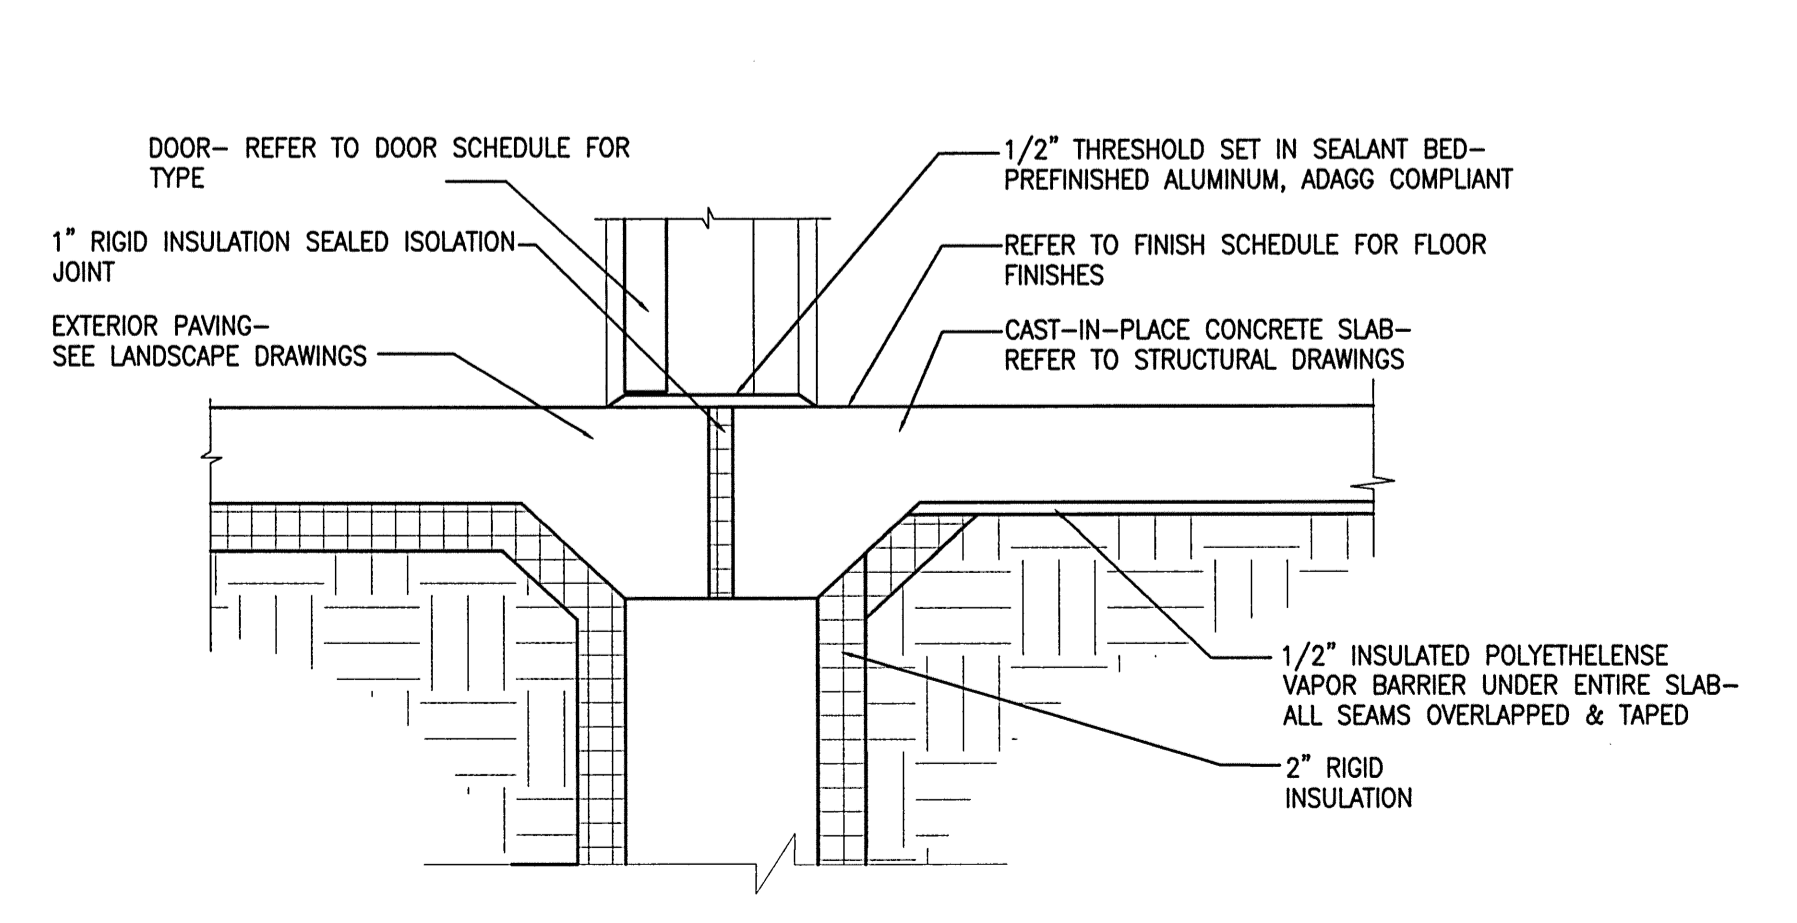 DOOR- REFER TO DOOR SCHEDULE FOR
TYPE
1" RIGID INSULATION SEALED ISOLATION
JOINT
EXTERIOR PAVING-
SEE LANDSCAPE DRAWINGS
1/2" THRESHOLD SET IN SEALANT BED-
PREFINISHED ALUMINUM, ADAGG COMPLIANT
REFER TO FINISH SCHEDULE FOR FLOOR
FINISHES
CAST-IN-PLACE CONCRETE SLAB-
REFER TO STRUCTURAL DRAWINGS
1/2" INSULATED POLYETHELENSE
VAPOR BARRIER UNDER ENTIRE SLAB-
ALL SEAMS OVERLAPPED & TAPED
2" RIGID
INSULATION